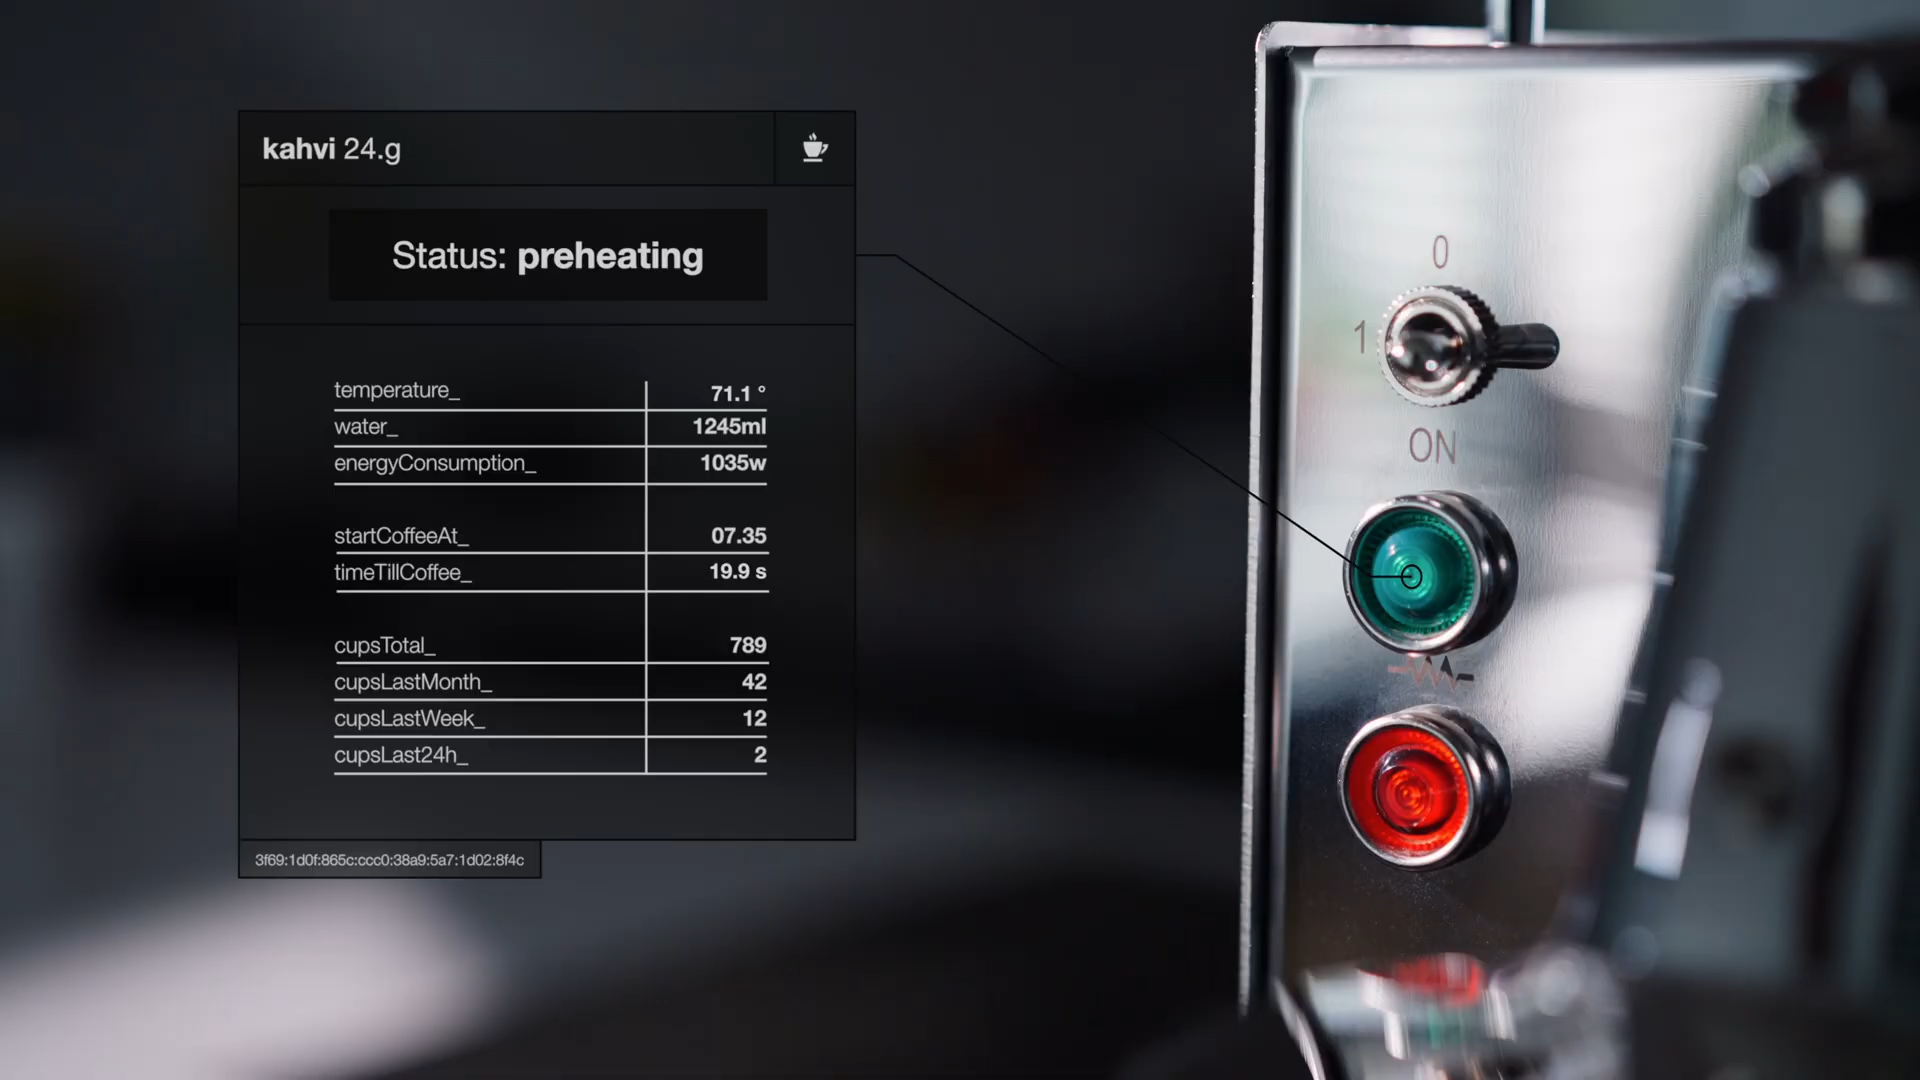 kahvi 24.g
Status: preheating
temperature_ 71.1 °
water_ 1245ml
energyConsumption_ 1035w
startCoffeeAt_ 07.35
timeTillCoffee_ 19.9 s
cupsTotal_ 789
cupsLastMonth_ 42
cupsLastWeek_ 12
cupsLast24h_ 2
3f69:1d0f:865c:ccc0:38a9:5a7:1d02:8f4c
0
1
ON